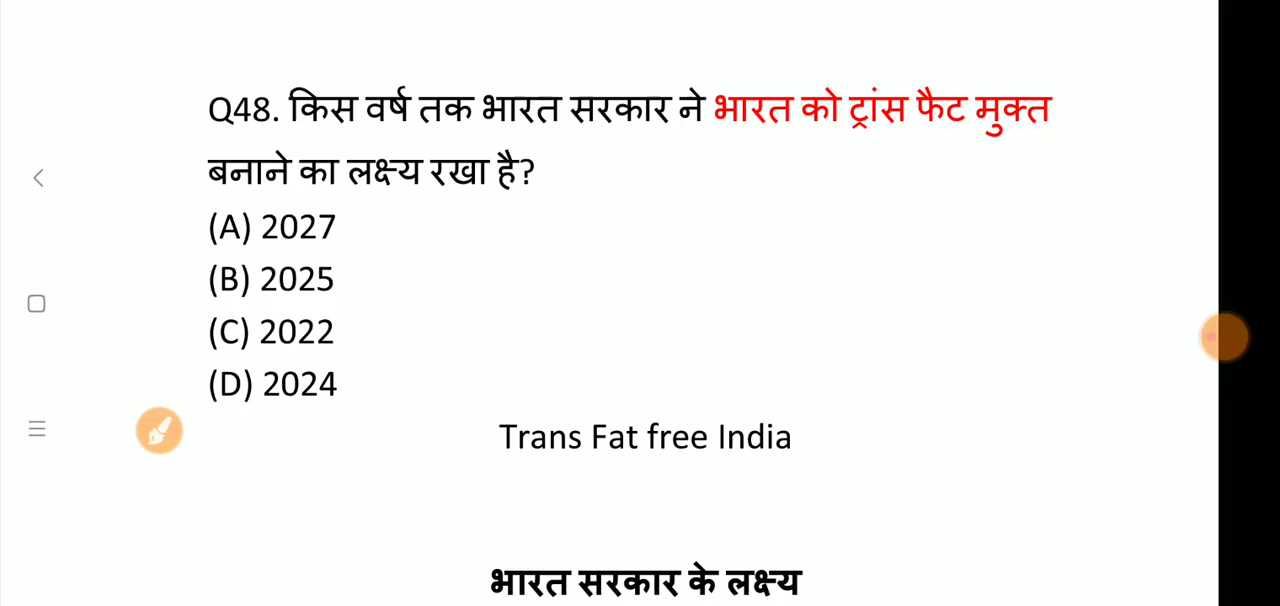 Q48. किस वर्ष तक भारत सरकार ने भारत को ट्रांस फैट मुक्त
बनाने का लक्ष्य रखा है?
(A) 2027
(B) 2025
(C) 2022
(D) 2024
Trans Fat free India
भारत सरकार के लक्ष्य